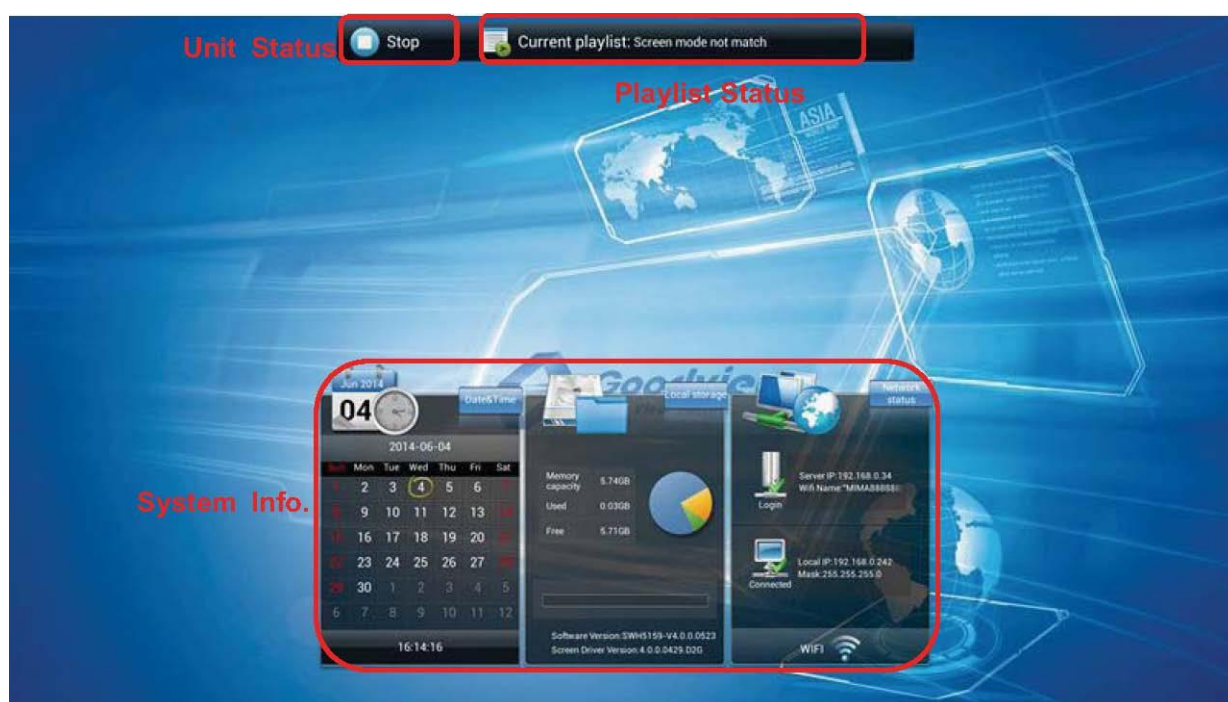 Unit Status
Stop
Current playlist: Screen mode not match
Playlist Status
ASIA
System Info.
Jun 2014
04
Date&Time
2014-06-04
Sun Mon Tue Wed Thu Fri Sat
1 2 3 4 5 6 7
8 9 10 11 12 13 14
15 16 17 18 19 20 21
22 23 24 25 26 27 28
29 30 1 2 3 4 5
6 7 8 9 10 11 12
16:14:16
Local storage
Memory capacity 5.74GB
Used 0.03GB
Free 5.71GB
Software Version:SWH5159-V4.0.0.0523
Screen Driver Version:4.0.0.0429.D2G
Network
status
Server IP:192.168.0.34
Wifi Name:"MIMA88888
Login
Local IP:192.168.0.242
Mask:255.255.255.0
Connected
WIFI